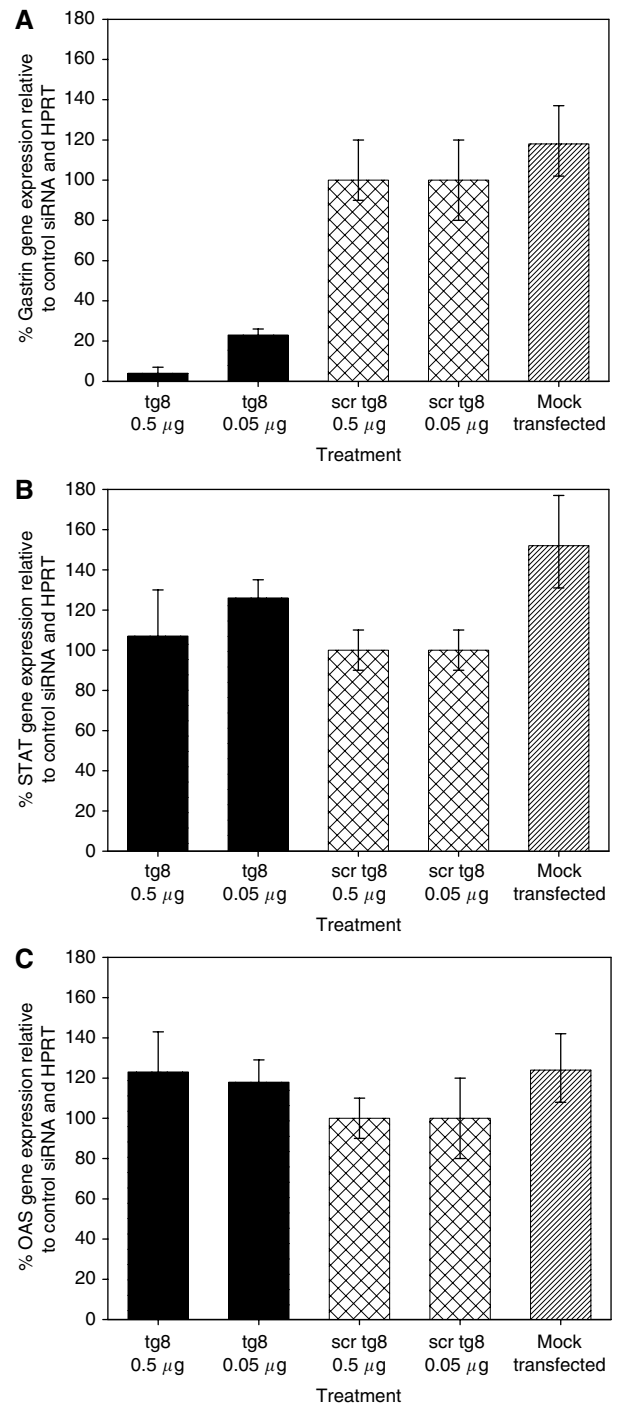 A
% Gastrin gene expression relative
to control siRNA and HPRT
180
160
140
120
100
80
60
40
20
0
tg8 tg8 scr tg8 scr tg8 Mock
0.5 μg 0.05 μg 0.5 μg 0.05 μg transfected
Treatment
B
% STAT gene expression relative
to control siRNA and HPRT
180
160
140
120
100
80
60
40
20
0
tg8 tg8 scr tg8 scr tg8 Mock
0.5 μg 0.05 μg 0.5 μg 0.05 μg transfected
Treatment
C
% OAS gene expression relative
to control siRNA and HPRT
180
160
140
120
100
80
60
40
20
0
tg8 tg8 scr tg8 scr tg8 Mock
0.5 μg 0.05 μg 0.5 μg 0.05 μg transfected
Treatment